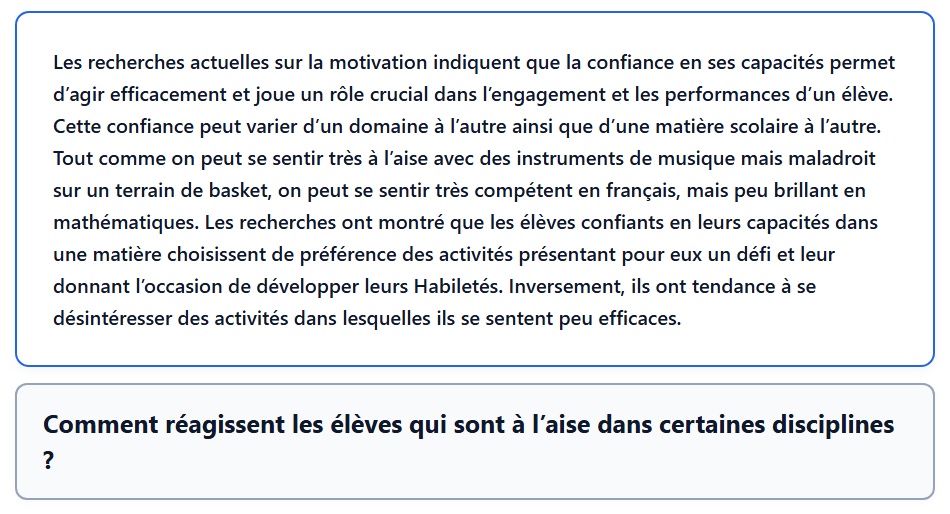 Les recherches actuelles sur la motivation indiquent que la confiance en ses capacités permet
d’agir efficacement et joue un rôle crucial dans l’engagement et les performances d’un élève.
Cette confiance peut varier d’un domaine à l’autre ainsi que d’une matière scolaire à l’autre.
Tout comme on peut se sentir très à l’aise avec des instruments de musique mais maladroit
sur un terrain de basket, on peut se sentir très compétent en français, mais peu brillant en
mathématiques. Les recherches ont montré que les élèves confiants en leurs capacités dans
une matière choisissent de préférence des activités présentant pour eux un défi et leur
donnant l’occasion de développer leurs Habiletés. Inversement, ils ont tendance à se
désintéresser des activités dans lesquelles ils se sentent peu efficaces.
Comment réagissent les élèves qui sont à l’aise dans certaines disciplines
?